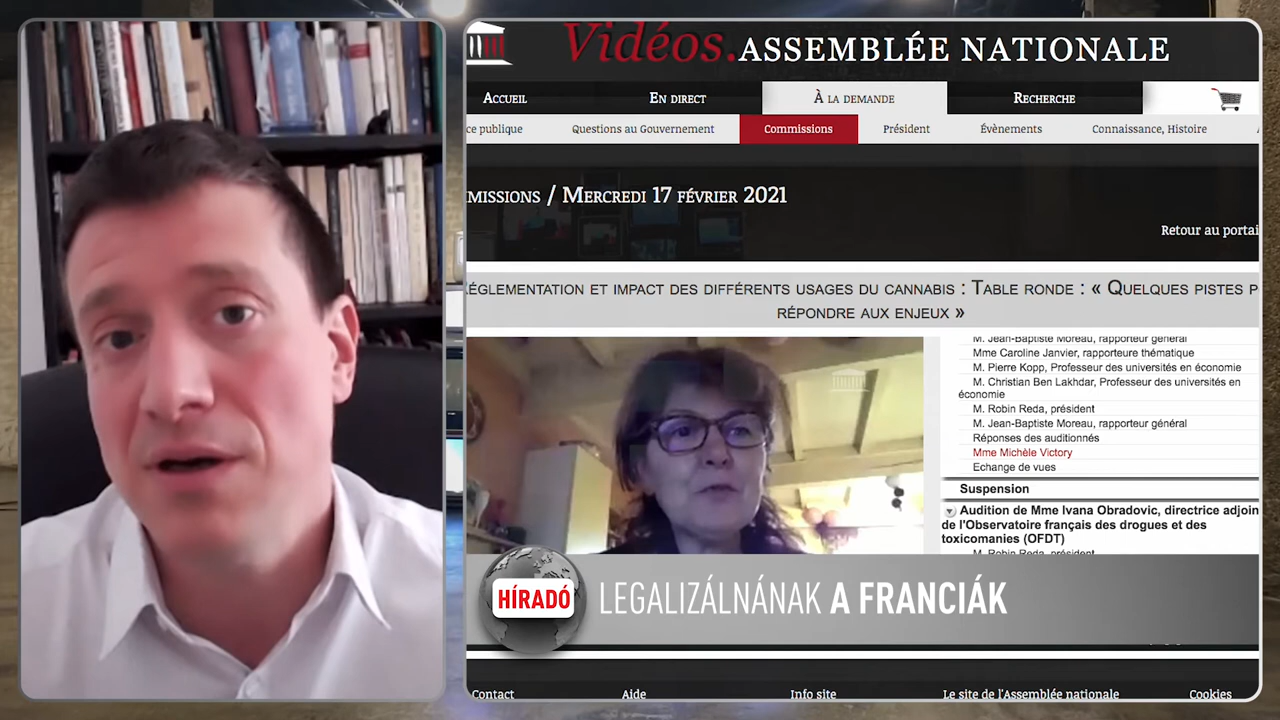 Vidéos.ASSEMBLÉE NATIONALE
ACCUEIL EN DIRECT À LA DEMANDE RECHERCHE
ce publique Questions au Gouvernement Commissions Président Évènements Connaissance, Histoire
MISSIONS / MERCREDI 17 FÉVRIER 2021
Retour au portai
ÉGLEMENTATION ET IMPACT DES DIFFÉRENTS USAGES DU CANNABIS : TABLE RONDE : « QUELQUES PISTES P
RÉPONDRE AUX ENJEUX »
M. Jean-Baptiste Moreau, rapporteur général
Mme Caroline Janvier, rapporteure thématique
M. Pierre Kopp, Professeur des universités en économie
M. Christian Ben Lakhdar, Professeur des universités en
économie
M. Robin Reda, président
M. Jean-Baptiste Moreau, rapporteur général
Réponses des auditionnés
Mme Michèle Victory
Echange de vues
Suspension
Audition de Mme Ivana Obradovic, directrice adjoin
de l'Observatoire français des drogues et des
toxicomanies (OFDT)
M. Robin Reda, président
HÍRADÓ
LEGALIZÁLNÁNAK A FRANCIÁK
Contact Aide Info site Le site de l'Assemblée nationale Cookies